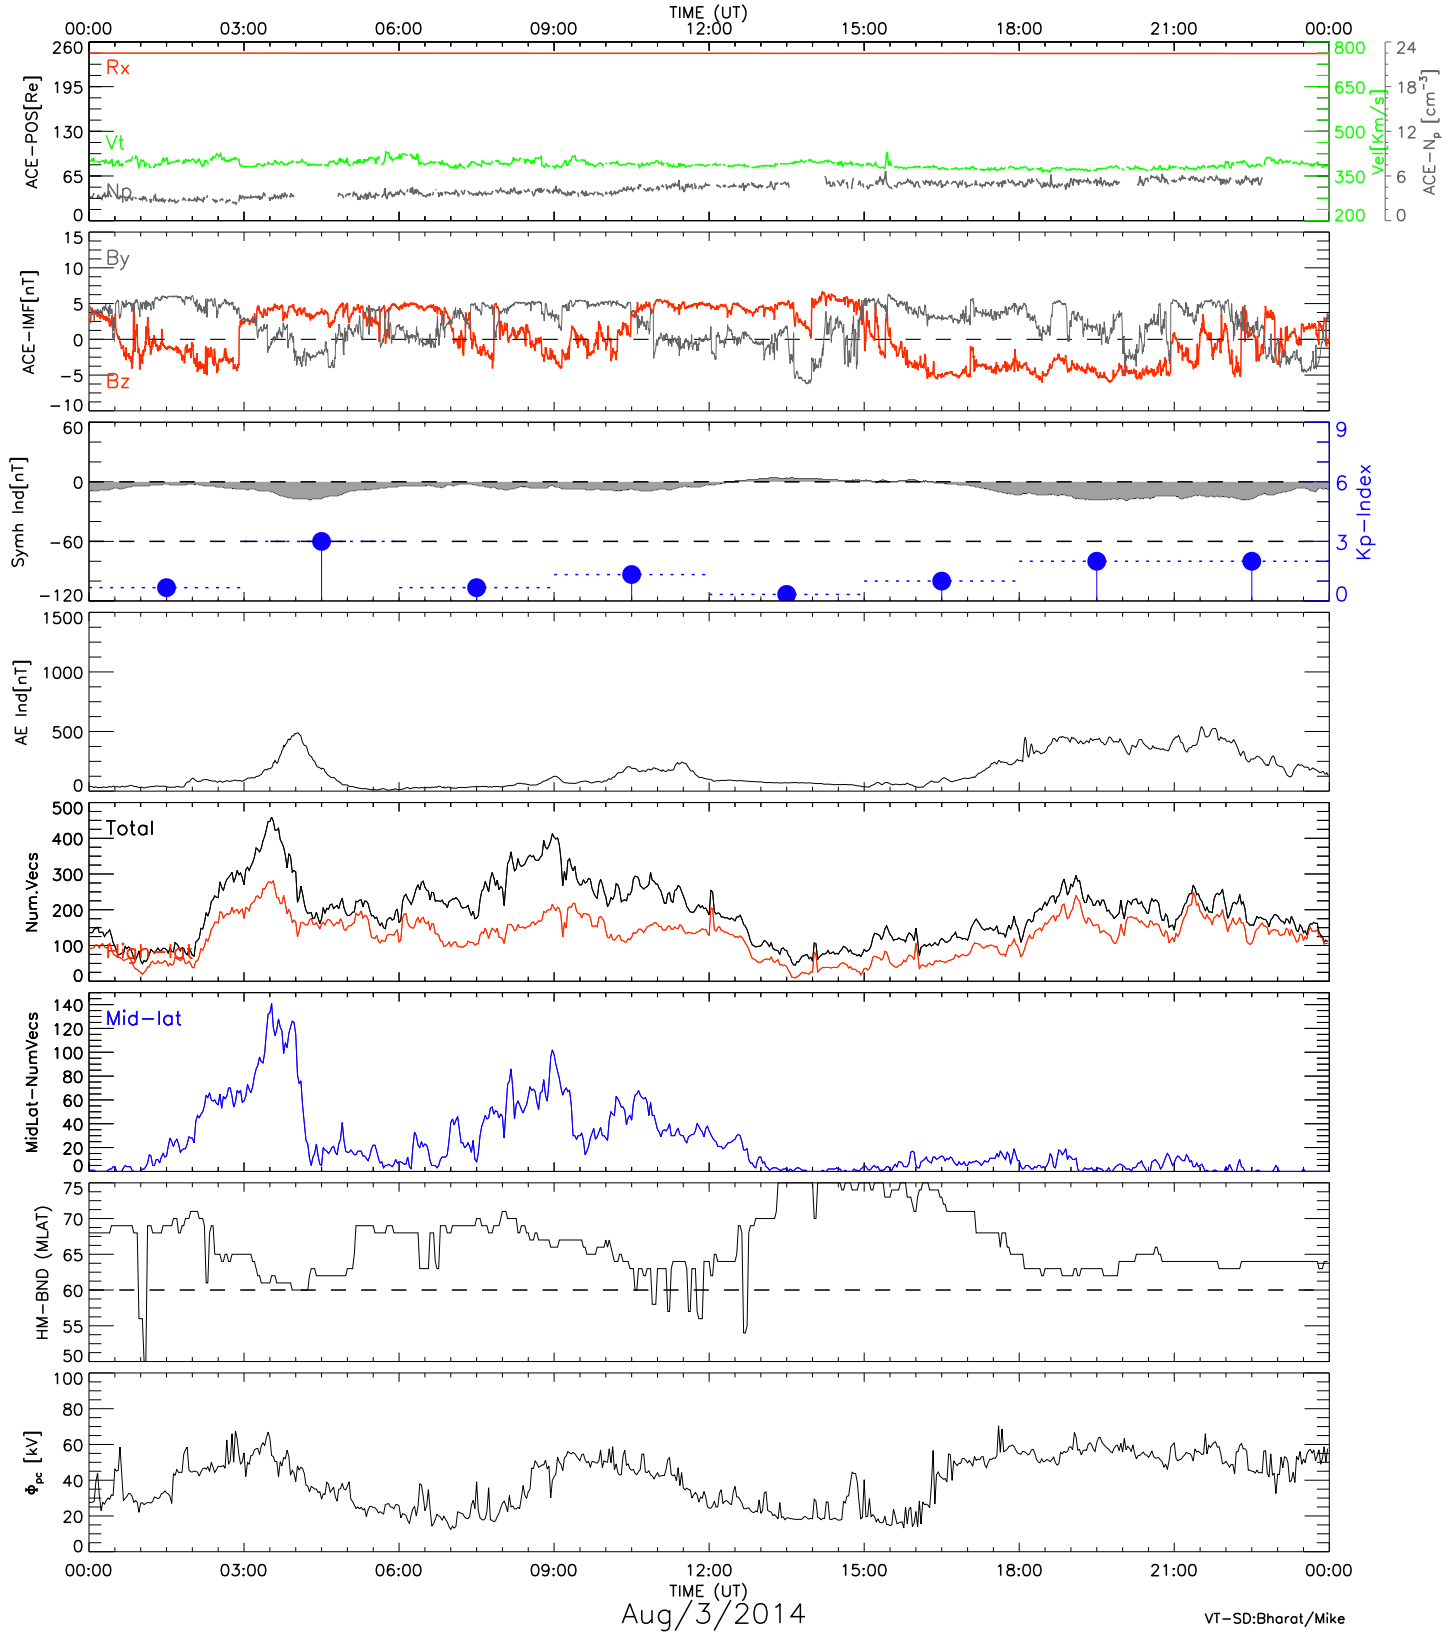 TIME (UT)
00:00 03:00 06:00 09:00 12:00 15:00 18:00 21:00 00:00
ACE-POS[Re]
260
195
130
65
0
Rx
Vt
Np
800
650
500
350
200
Vel[Km/s]
24
18
12
6
0
ACE-Np [cm-3]
ACE-IMF[nT]
15
10
5
0
-5
-10
By
Bz
Symh Ind[nT]
60
0
-60
-120
9
6
3
0
Kp-Index
AE Ind[nT]
1500
1000
500
0
Num.Vecs
500
400
300
200
100
0
Total
High-lat
MidLat-NumVecs
140
120
100
80
60
40
20
0
Mid-lat
HM-BND (MLAT)
75
70
65
60
55
50
Φpc [kV]
100
80
60
40
20
0
00:00 03:00 06:00 09:00 12:00 15:00 18:00 21:00 00:00
TIME (UT)
Aug/3/2014
VT-SD:Bharat/Mike